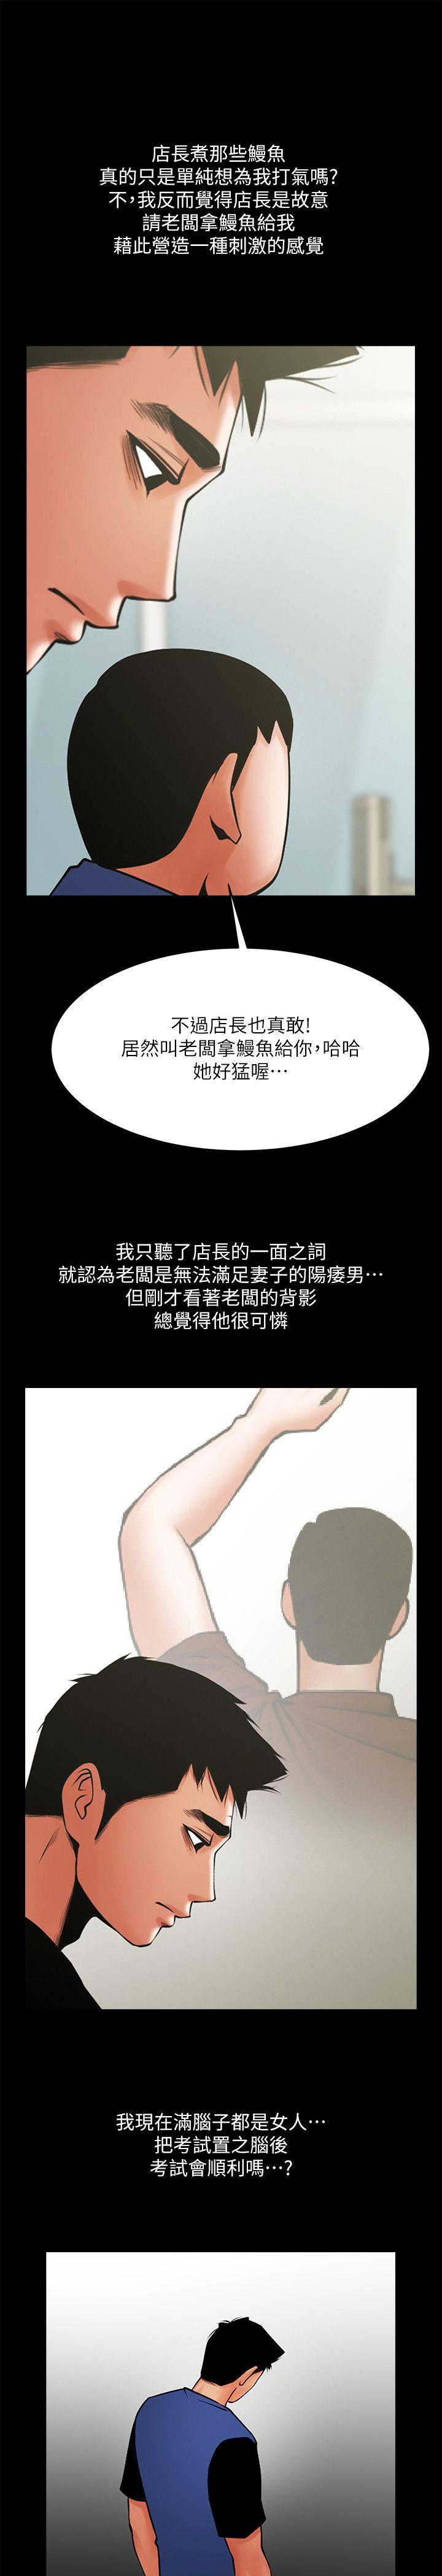 店長煮那些鰻魚
真的只是單純想為我打氣嗎?
不,我反而覺得店長是故意
請老闆拿鰻魚給我
藉此營造一種刺激的感覺
不過店長也真敢!
居然叫老闆拿鰻魚給你,哈哈
她好猛喔…
我只聽了店長的一面之詞
就認為老闆是無法滿足妻子的陽痿男…
但剛才看著老闆的背影
總覺得他很可憐
我現在滿腦子都是女人…
把考試置之腦後
考試會順利嗎…?